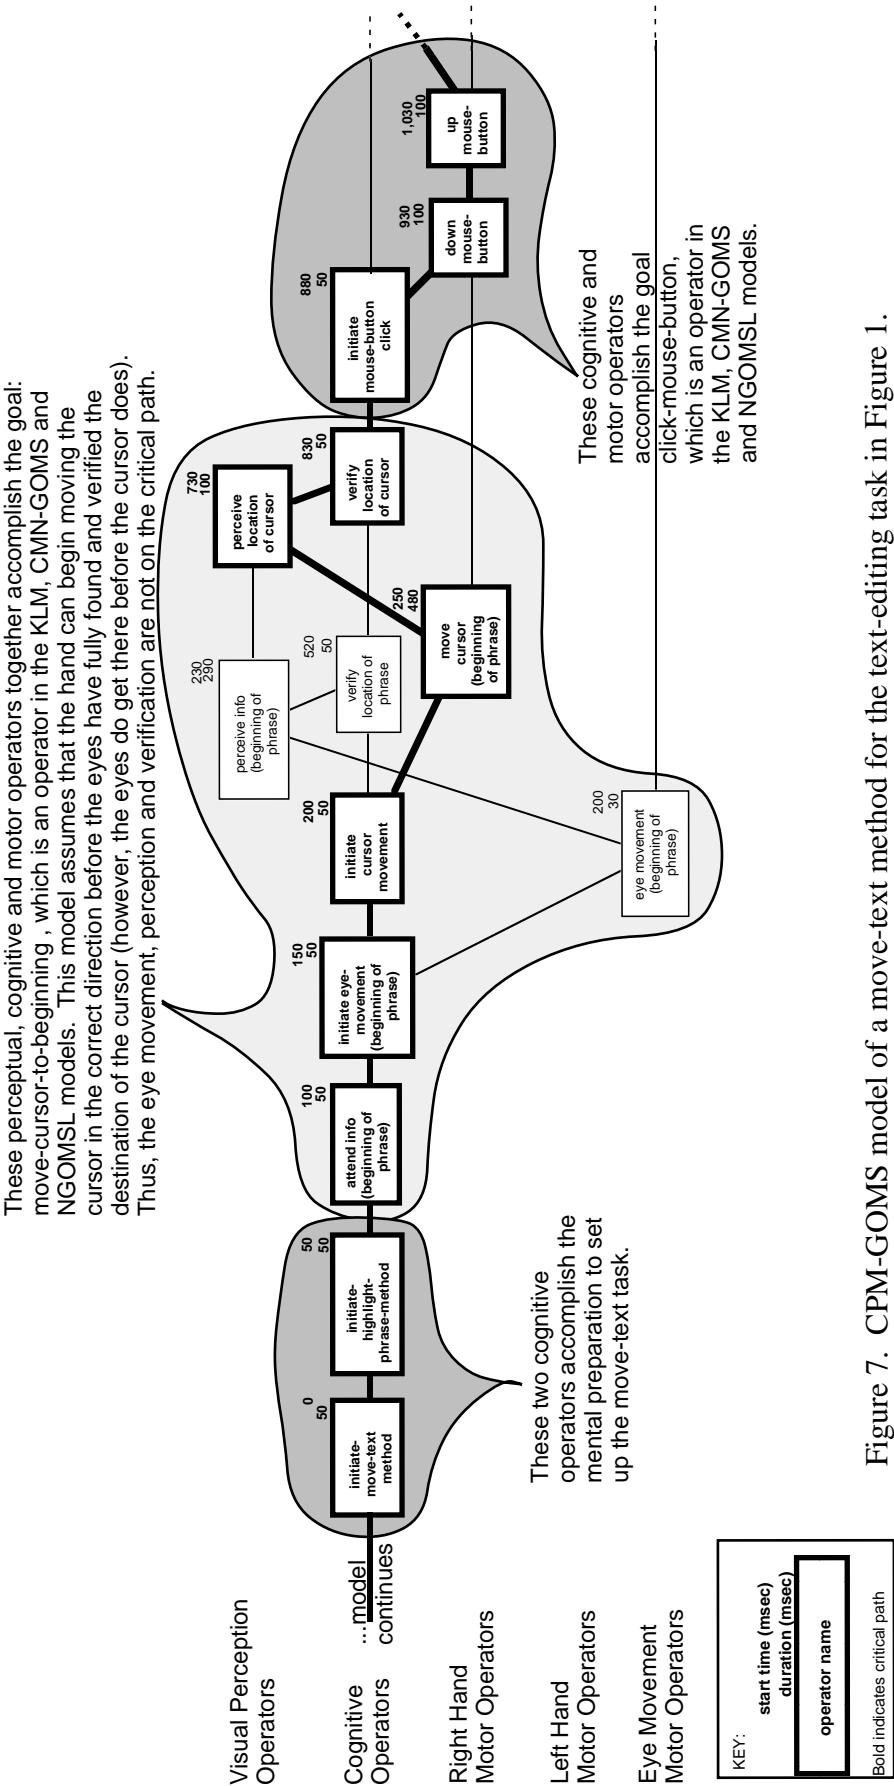 These perceptual, cognitive and motor operators together accomplish the goal:
move-cursor-to-beginning , which is an operator in the KLM, CMN-GOMS and
NGOMSL models.  This model assumes that the hand can begin moving the
cursor in the correct direction before the eyes have fully found and verified the
destination of the cursor (however, the eyes do get there before the cursor does).
Thus, the eye movement, perception and verification are not on the critical path.
Visual Perception
Operators
230
290
perceive info
(beginning of
phrase)
730
100
perceive
location
of cursor
Cognitive
Operators
...model
continues
0
50
initiate-
move-text
method
50
50
initiate-
highlight-
phrase-method
100
50
attend info
(beginning of
phrase)
150
50
initiate eye-
movement
(beginning of
phrase)
200
50
initiate
cursor
movement
520
50
verify
location of
phrase
830
50
verify
location
of cursor
880
50
initiate
mouse-button
click
Right Hand
Motor Operators
250
480
move
cursor
(beginning
of phrase)
930
100
down
mouse-
button
1,030
100
up
mouse-
button
Left Hand
Motor Operators
These two cognitive
operators accomplish the
mental preparation to set
up the move-text task.
These cognitive and
motor operators
accomplish the goal
click-mouse-button,
which is an operator in
the KLM, CMN-GOMS
and NGOMSL models.
Eye Movement
Motor Operators
200
30
eye movement
(beginning of
phrase)
KEY:
start time (msec)
duration (msec)
operator name
Bold indicates critical path
Figure 7.  CPM-GOMS model of a move-text method for the text-editing task in Figure 1.